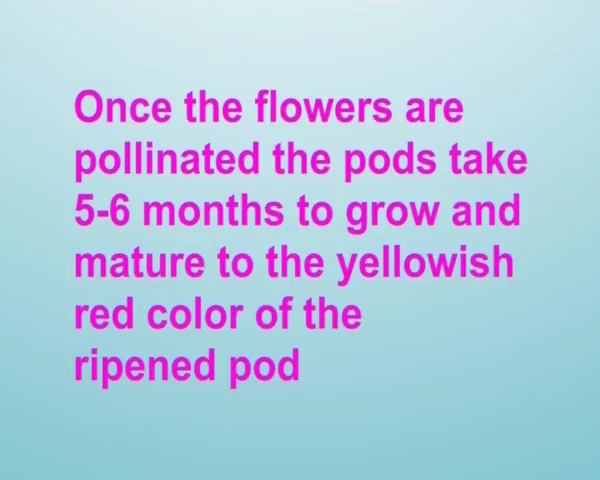 Once the flowers are
pollinated the pods take
5-6 months to grow and
mature to the yellowish
red color of the
ripened pod